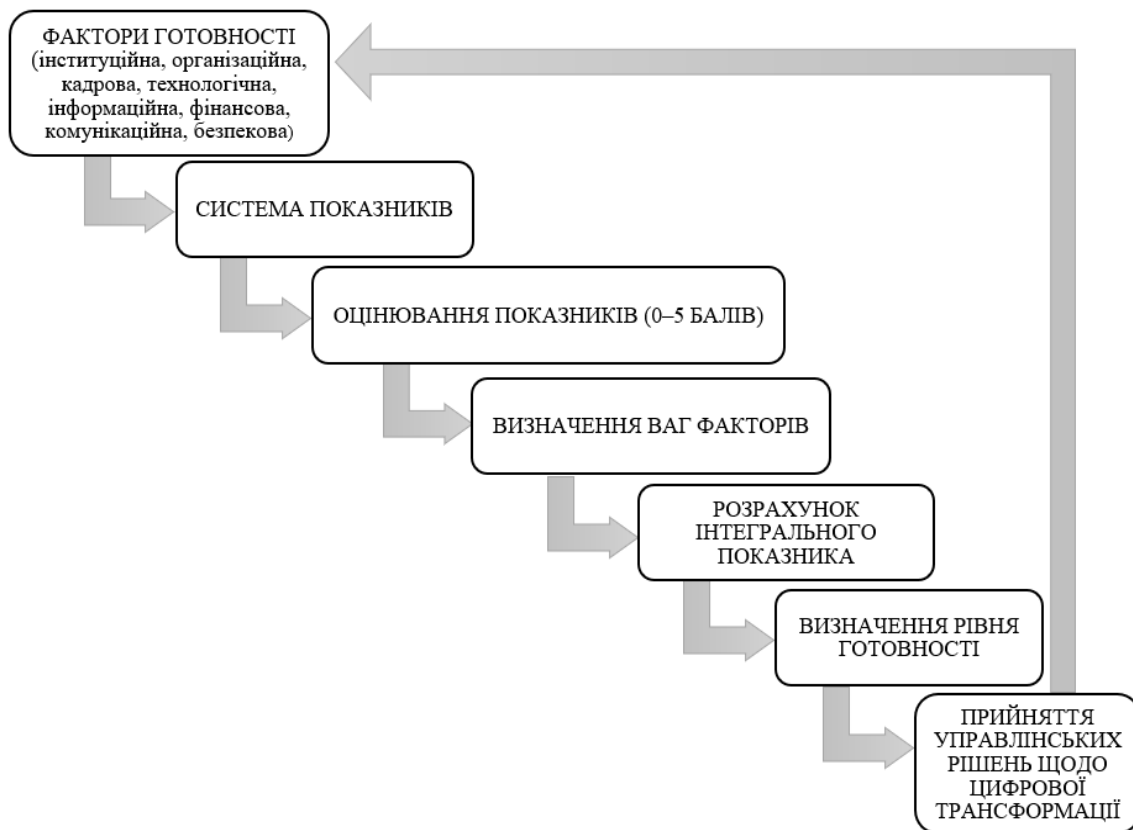 ФАКТОРИ ГОТОВНОСТІ
(інституційна, організаційна,
кадрова, технологічна,
інформаційна, фінансова,
комунікаційна, безпекова)
СИСТЕМА ПОКАЗНИКІВ
ОЦІНЮВАННЯ ПОКАЗНИКІВ (0–5 БАЛІВ)
ВИЗНАЧЕННЯ ВАГ ФАКТОРІВ
РОЗРАХУНОК
ІНТЕГРАЛЬНОГО
ПОКАЗНИКА
ВИЗНАЧЕННЯ РІВНЯ
ГОТОВНОСТІ
ПРИЙНЯТТЯ
УПРАВЛІНСЬКИХ
РІШЕНЬ ЩОДО
ЦИФРОВОЇ
ТРАНСФОРМАЦІЇ